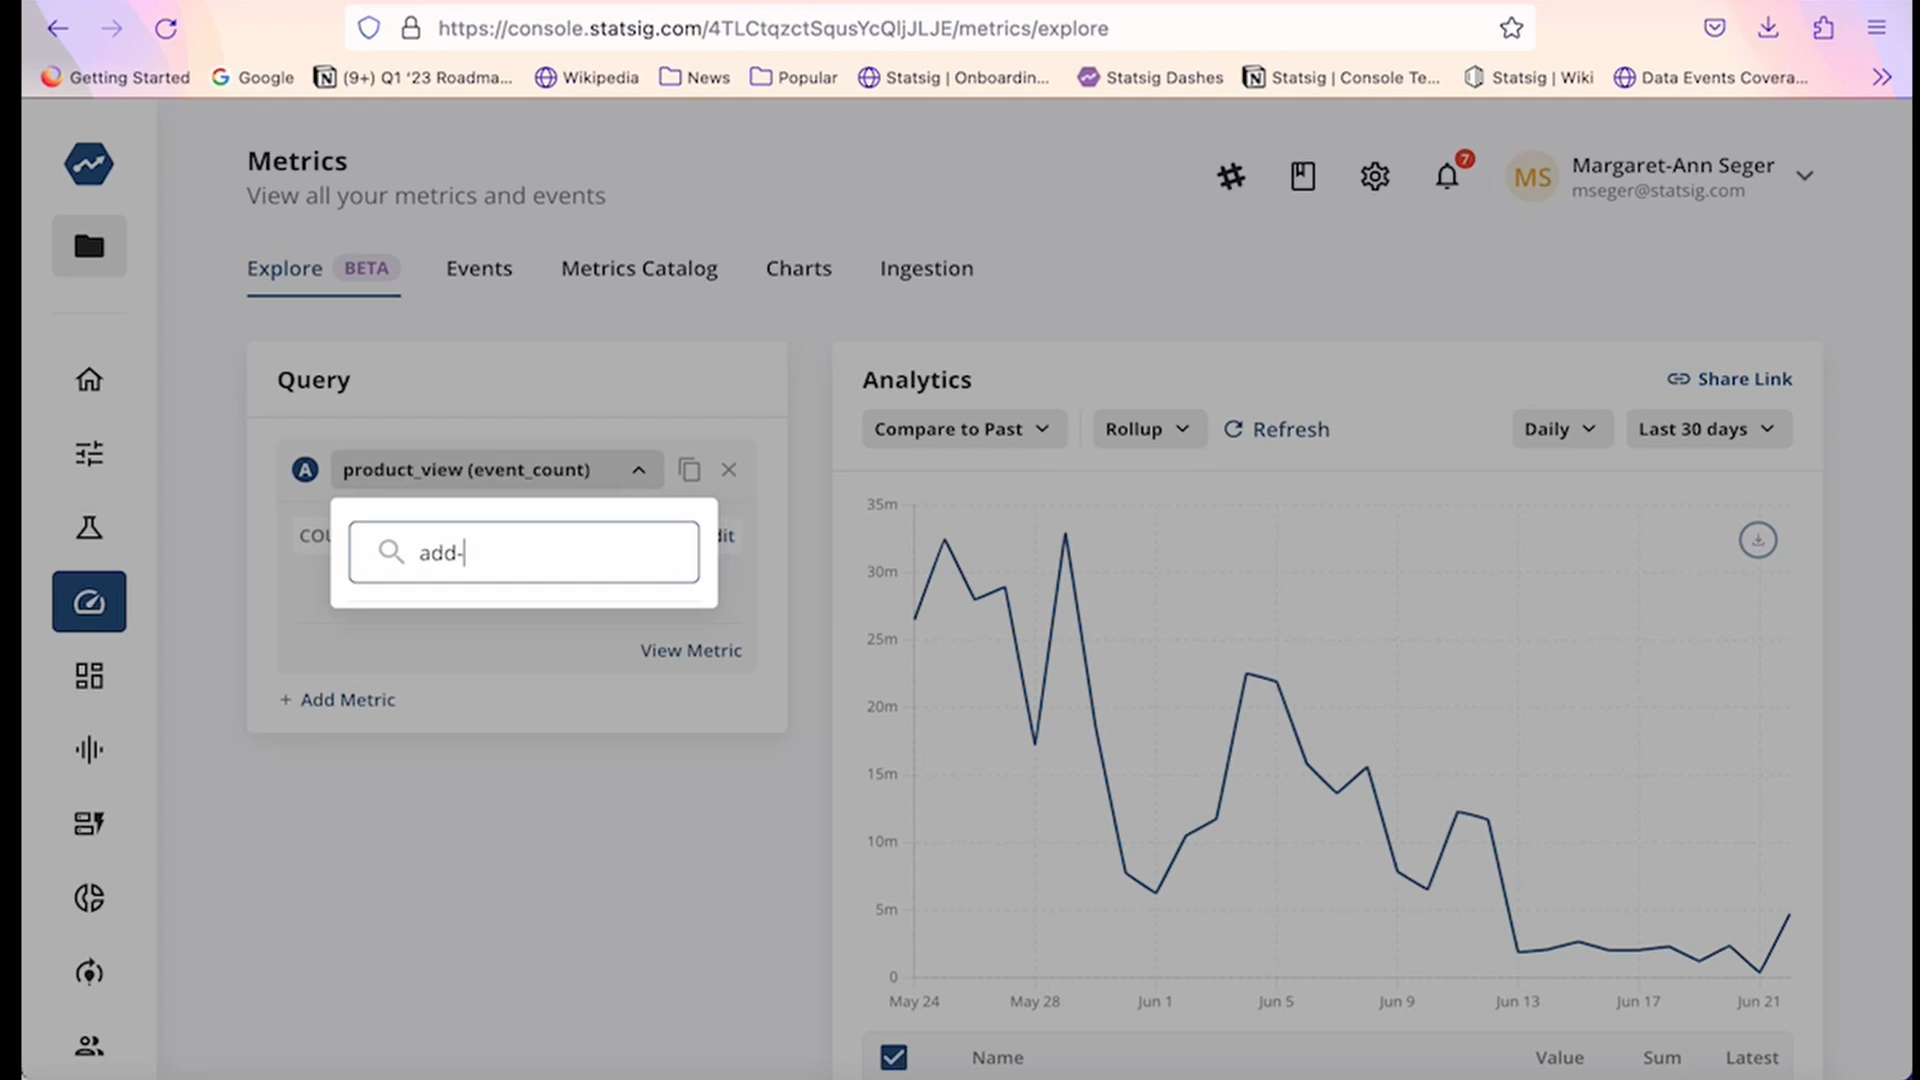 https://console.statsig.com/4TLCtqzctSqusYcQljJLJE/metrics/explore
Getting Started
Google
(9+) Q1 '23 Roadma...
Wikipedia
News
Popular
Statsig | Onboardin...
Statsig Dashes
Statsig | Console Te...
Statsig | Wiki
Data Events Covera...
Metrics
View all your metrics and events
7
MS
Margaret-Ann Seger
mseger@statsig.com
Explore BETA
Events
Metrics Catalog
Charts
Ingestion
Query
A
product_view (event_count)
COU
dit
add-
View Metric
+ Add Metric
Analytics
Share Link
Compare to Past
Rollup
Refresh
Daily
Last 30 days
35m
30m
25m
20m
15m
10m
5m
0
May 24
May 28
Jun 1
Jun 5
Jun 9
Jun 13
Jun 17
Jun 21
Name
Value
Sum
Latest